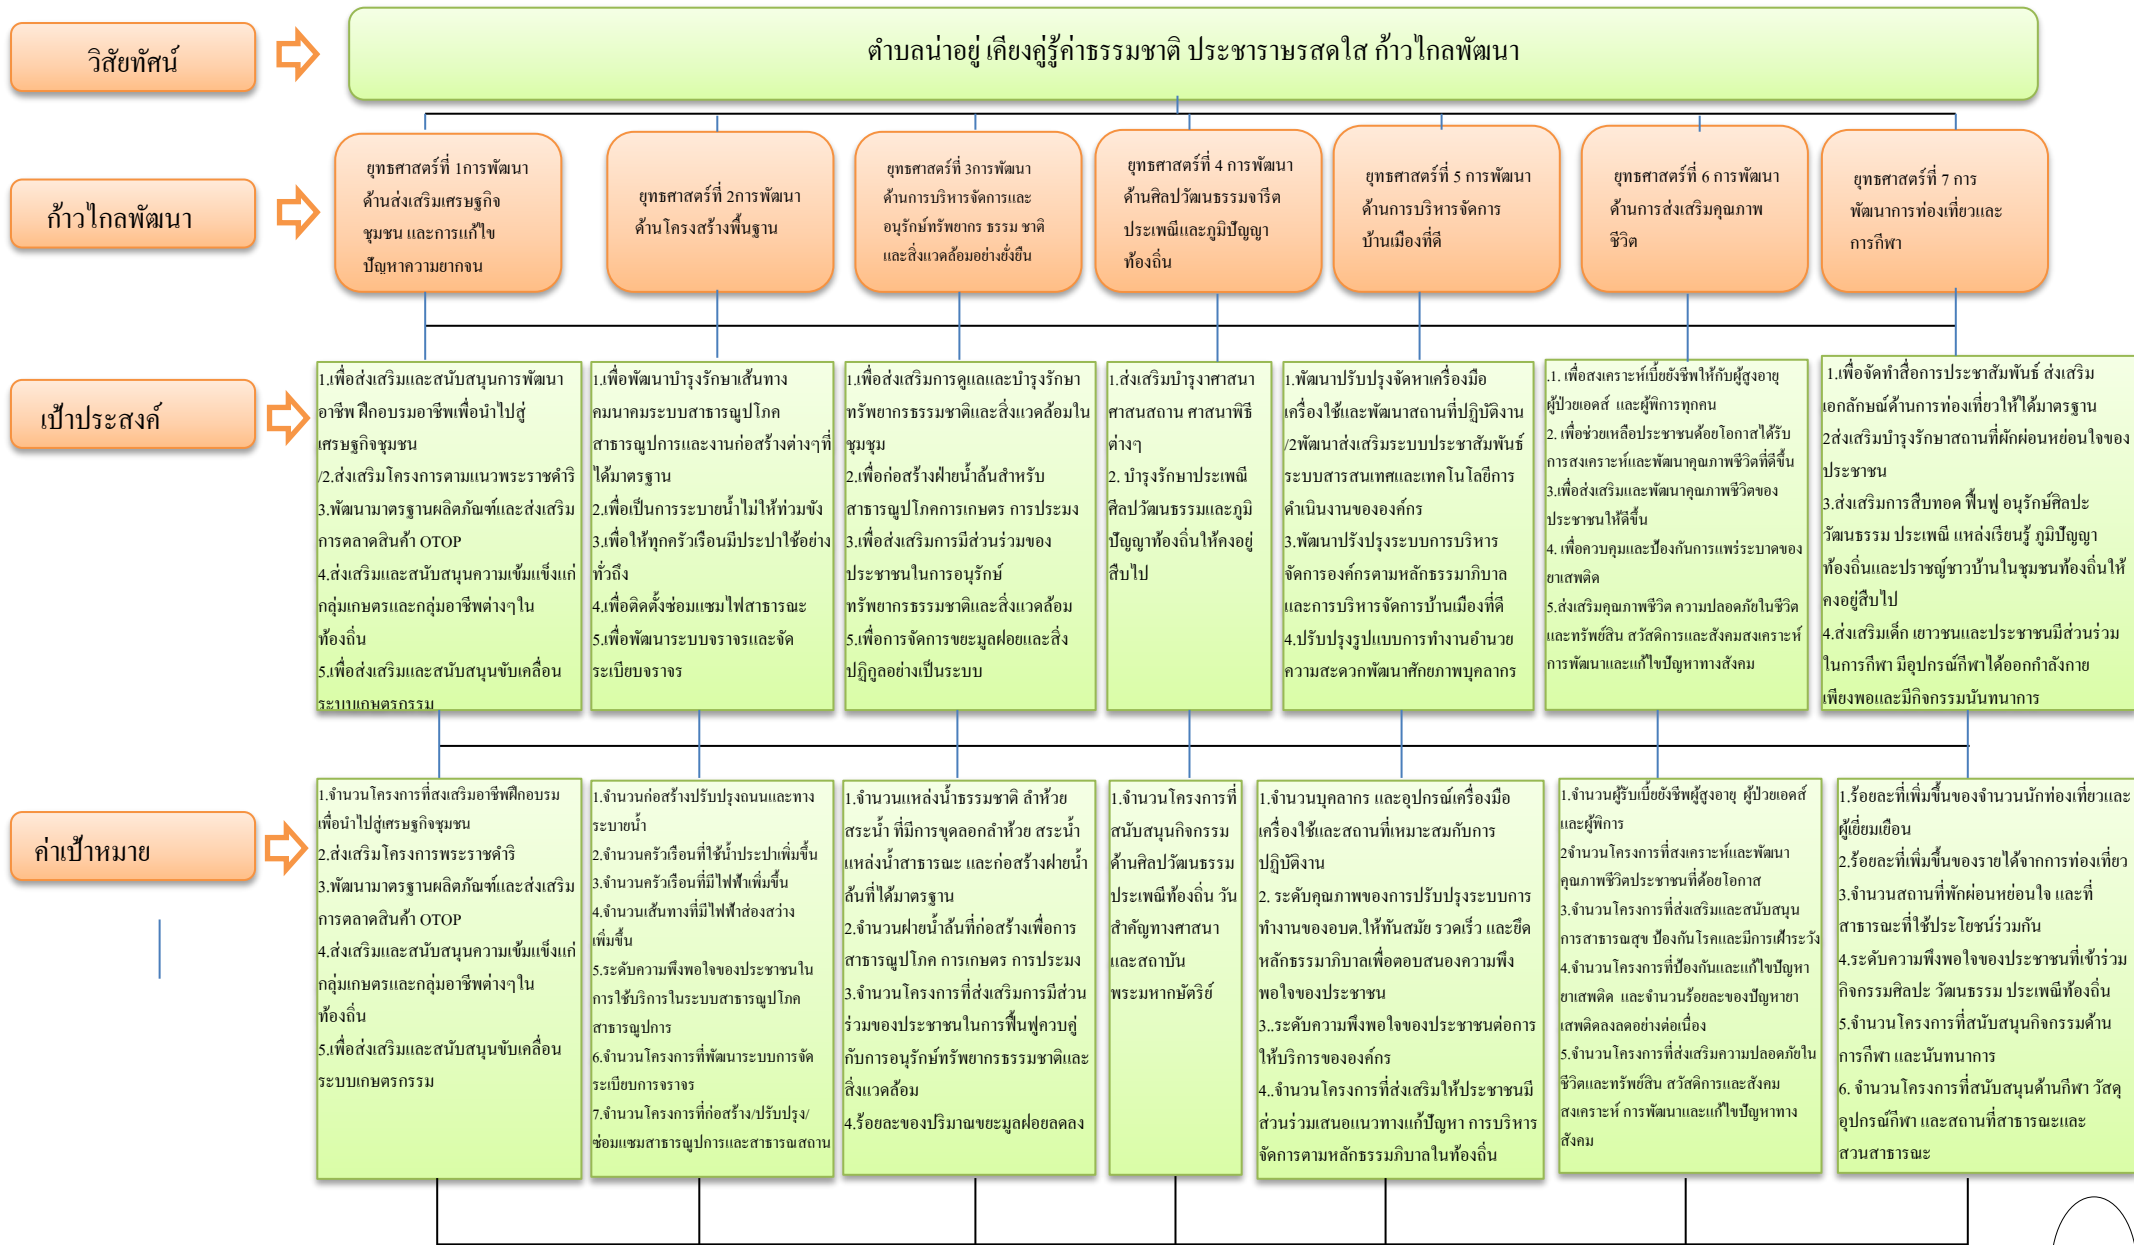 วิสัยทัศน์
ตำบลน่าอยู่ เคียงคู่รู้ค่าธรรมชาติ ประชาราษรสดใส ก้าวไกลพัฒนา
ก้าวไกลพัฒนา
ยุทธศาสตร์ที่ 1การพัฒนา
ด้านส่งเสริมเศรษฐกิจ
ชุมชน และการแก้ไข
ปัญหาความยากจน
ยุทธศาสตร์ที่ 2การพัฒนา
ด้านโครงสร้างพื้นฐาน
ยุทธศาสตร์ที่ 3การพัฒนา
ด้านการบริหารจัดการและ
อนุรักษ์ทรัพยากร ธรรม ชาติ
และสิ่งแวดล้อมอย่างยั่งยืน
ยุทธศาสตร์ที่ 4 การพัฒนา
ด้านศิลปวัฒนธรรมจารีต
ประเพณีและภูมิปัญญา
ท้องถิ่น
ยุทธศาสตร์ที่ 5 การพัฒนา
ด้านการบริหารจัดการ
บ้านเมืองที่ดี
ยุทธศาสตร์ที่ 6 การพัฒนา
ด้านการส่งเสริมคุณภาพ
ชีวิต
ยุทธศาสตร์ที่ 7 การ
พัฒนาการท่องเที่ยวและ
การกีฬา
เป้าประสงค์
1.เพื่อส่งเสริมและสนับสนุนการพัฒนา
อาชีพ ฝึกอบรมอาชีพเพื่อนำไปสู่
เศรษฐกิจชุมชน
/2.ส่งเสริมโครงการตามแนวพระราชดำริ
3.พัฒนามาตรฐานผลิตภัณฑ์และส่งเสริม
การตลาดสินค้า OTOP
4.ส่งเสริมและสนับสนุนความเข้มแข็งแก่
กลุ่มเกษตรและกลุ่มอาชีพต่างๆใน
ท้องถิ่น
5.เพื่อส่งเสริมและสนับสนุนขับเคลื่อน
ระบบเกษตรกรรม
1.เพื่อพัฒนาบำรุงรักษาเส้นทาง
คมนาคมระบบสาธารณูปโภค
สาธารณูปการและงานก่อสร้างต่างๆที่
ได้มาตรฐาน
2.เพื่อเป็นการระบายน้ำไม่ให้ท่วมขัง
3.เพื่อให้ทุกครัวเรือนมีประปาใช้อย่าง
ทั่วถึง
4.เพื่อติดตั้งซ่อมแซมไฟสาธารณะ
5.เพื่อพัฒนาระบบจราจรและจัด
ระเบียบจราจร
1.เพื่อส่งเสริมการดูแลและบำรุงรักษา
ทรัพยากรธรรมชาติและสิ่งแวดล้อมใน
ชุมชุม
2.เพื่อก่อสร้างฝ่ายน้ำล้นสำหรับ
สาธารณูปโภคการเกษตร การประมง
3.เพื่อส่งเสริมการมีส่วนร่วมของ
ประชาชนในการอนุรักษ์
ทรัพยากรธรรมชาติและสิ่งแวดล้อม
5.เพื่อการจัดการขยะมูลฝอยและสิ่ง
ปฏิกูลอย่างเป็นระบบ
1.ส่งเสริมบำรุงาศาสนา
ศาสนสถาน ศาสนาพิธี
ต่างๆ
2. บำรุงรักษาประเพณี
ศีลปวัฒนธรรมและภูมิ
ปัญญาท้องถิ่นให้คงอยู่
สืบไป
1.พัฒนาปรับปรุงจัดหาเครื่องมือ
เครื่องใช้และพัฒนาสถานที่ปฏิบัติงาน
/2พัฒนาส่งเสริมระบบประชาสัมพันธ์
ระบบสารสนเทศและเทคโนโลยีการ
ดำเนินงานขององค์กร
3.พัฒนาปรังปรุงระบบการบริหาร
จัดการองค์กรตามหลักธรรมาภิบาล
และการบริหารจัดการบ้านเมืองที่ดี
4.ปรับปรุงรูปแบบการทำงานอำนวย
ความสะดวกพัฒนาศักยภาพบุคลากร
.1. เพื่อสงเคราะห์เบี้ยยังชีพให้กับผู้สูงอายุ
ผู้ป่วยเอดส์ และผู้พิการทุกคน
2. เพื่อช่วยเหลือประชาชนด้อยโอกาสได้รับ
การสงเคราะห์และพัฒนาคุณภาพชีวิตที่ดีขึ้น
3.เพื่อส่งเสริมและพัฒนาคุณภาพชีวิตของ
ประชาชนให้ดีขึ้น
4. เพื่อควบคุมและป้องกันการแพร่ระบาดของ
ยาเสพติด
5.ส่งเสริมคุณภาพชีวิต ความปลอดภัยในชีวิต
และทรัพย์สิน สวัสดิการและสังคมสงเคราะห์
การพัฒนาและแก้ไขปัญหาทางสังคม
1.เพื่อจัดทำสื่อการประชาสัมพันธ์ ส่งเสริม
เอกลักษณ์ด้านการท่องเที่ยวให้ได้มาตรฐาน
2ส่งเสริมบำรุงรักษาสถานที่ผักผ่อนหย่อนใจของ
ประชาชน
3.ส่งเสริมการสืบทอด ฟื้นฟู อนุรักษ์ศิลปะ
วัฒนธรรม ประเพณี แหล่งเรียนรู้ ภูมิปัญญา
ท้องถิ่นและปราชญ์ชาวบ้านในชุมชนท้องถิ่นให้
คงอยู่สืบไป
4.ส่งเสริมเด็ก เยาวชนและประชาชนมีส่วนร่วม
ในการกีฬา มีอุปกรณ์กีฬาได้ออกกำลังกาย
เพียงพอและมีกิจกรรมนันทนาการ
ค่าเป้าหมาย
1.จำนวนโครงการที่สงเสริมอาชีพฝึกอบรม
เพื่อนำไปสู่เศรษฐกิจชุมชน
2.ส่งเสริมโครงการพระราชดำริ
3.พัฒนามาตรฐานผลิตภัณฑ์และส่งเสริม
การตลาดสินค้า OTOP
4.ส่งเสริมและสนับสนุนความเข้มแข็งแก่
กลุ่มเกษตรและกลุ่มอาชีพต่างๆใน
ท้องถิ่น
5.เพื่อส่งเสริมและสนับสนุนขับเคลื่อน
ระบบเกษตรกรรม
1.จำนวนก่อสร้างปรับปรุงถนนและทาง
ระบายน้ำ
2.จำนวนครัวเรือนที่ใช้น้ำประปาเพิ่มขึ้น
3.จำนวนครัวเรือนที่มีไฟฟ้าเพิ่มขึ้น
4.จำนวนเส้นทางที่มีไฟฟ้าส่องสว่าง
เพิ่มขึ้น
5.ระดับความพึงพอใจของประชาชนใน
การใช้บริการในระบบสาธารณูปโภค
สาธารณูปการ
6.จำนวนโครงการที่พัฒนาระบบการจัด
ระเบียบการจราจร
7.จำนวนโครงการที่ก่อสร้าง/ปรับปรุง/
ซ่อมแซมสาธารณูปการและสาธารณสถาน
1.จำนวนแหล่งน้ำธรรมชาติ ลำห้วย
สระน้ำ ที่มีการขุดลอกลำห้วย สระน้ำ
แหล่งน้ำสาธารณะ และก่อสร้างฝายน้ำ
ล้นที่ได้มาตรฐาน
2.จำนวนฝายน้ำล้นที่ก่อสร้างเพื่อการ
สาธารณูปโภค การเกษตร การประมง
3.จำนวนโครงการที่ส่งเสริมการมีส่วน
ร่วมของประชาชนในการฟื้นฟูควบคู่
กับการอนุรักษ์ทรัพยากรธรรมชาติและ
สิ่งแวดล้อม
4.ร้อยละของปริมาณขยะมูลฝอยลดลง
1.จำนวนโครงการที่
สนับสนุนกิจกรรม
ด้านศิลปวัฒนธรรม
ประเพณีท้องถิ่น วัน
สำคัญทางศาสนา
และสถาบัน
พระมหากษัตริย์
1.จำนวนบุคลากร และอุปกรณ์เครื่องมือ
เครื่องใช้และสถานที่เหมาะสมกับการ
ปฏิบัติงาน
2. ระดับคุณภาพของการปรับปรุงระบบการ
ทำงานของอบต.ให้ทันสมัย รวดเร็ว และยึด
หลักธรรมาภิบาลเพื่อตอบสนองความพึง
พอใจของประชาชน
3..ระดับความพึงพอใจของประชาชนต่อการ
ให้บริการขององค์กร
4..จำนวนโครงการที่ส่งเสริมให้ประชาชนมี
ส่วนร่วมเสนอแนวทางแก้ปัญหา การบริหาร
จัดการตามหลักธรรมภิบาลในท้องถิ่น
1.จำนวนผู้รับเบี้ยยังชีพผู้สูงอายุ ผู้ป่วยเอดส์
และผู้พิการ
2จำนวนโครงการที่สงเคราะห์และพัฒนา
คุณภาพชีวิตประชาชนที่ด้อยโอกาส
3.จำนวนโครงการที่ส่งเสริมและสนับสนุน
การสาธารณสุข ป้องกันโรคและมีการเฝ้าระวัง
4.จำนวนโครงการที่ป้องกันและแก้ไขปัญหา
ยาเสพติด และจำนวนร้อยละของปัญหายา
เสพติดลงลดอย่างต่อเนื่อง
5.จำนวนโครงการที่ส่งเสริมความปลอดภัยใน
ชีวิตและทรัพย์สิน สวัสดิการและสังคม
สงเคราะห์ การพัฒนาและแก้ไขปัญหาทาง
สังคม
1.ร้อยละที่เพิ่มขึ้นของจำนวนนักท่องเที่ยวและ
ผู้เยี่ยมเยือน
2.ร้อยละที่เพิ่มขึ้นของรายได้จากการท่องเที่ยว
3.จำนวนสถานที่พักผ่อนหย่อนใจ และที่
สาธารณะที่ใช้ประโยชน์ร่วมกัน
4.ระดับความพึงพอใจของประชาชนที่เข้าร่วม
กิจกรรมศิลปะ วัฒนธรรม ประเพณีท้องถิ่น
5.จำนวนโครงการที่สนับสนุนกิจกรรมด้าน
การกีฬา และนันทนาการ
6. จำนวนโครงการที่สนับสนุนด้านกีฬา วัสดุ
อุปกรณ์กีฬา และสถานที่สาธารณะและ
สวนสาธารณะ